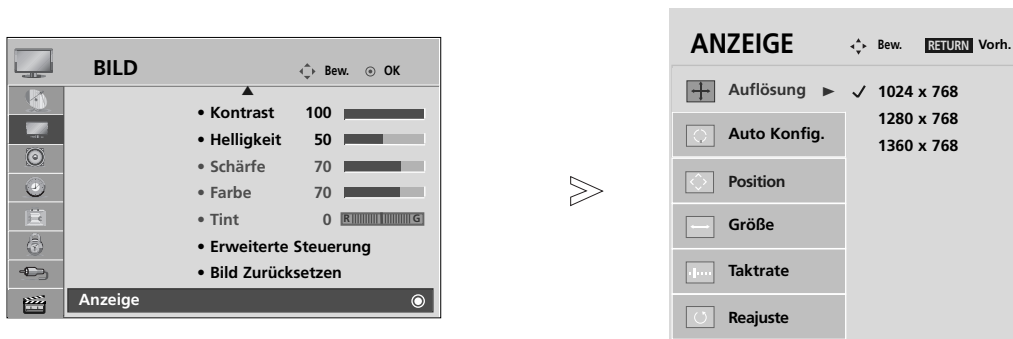 BILD
Bew. OK
• Kontrast 100
• Helligkeit 50
• Schärfe 70
• Farbe 70
• Tint 0 R G
• Erweiterte Steuerung
• Bild Zurücksetzen
Anzeige
ANZEIGE
Bew. RETURN Vorh.
Auflösung ► ✓ 1024 x 768
1280 x 768
Auto Konfig.
1360 x 768
Position
Größe
Taktrate
Reajuste